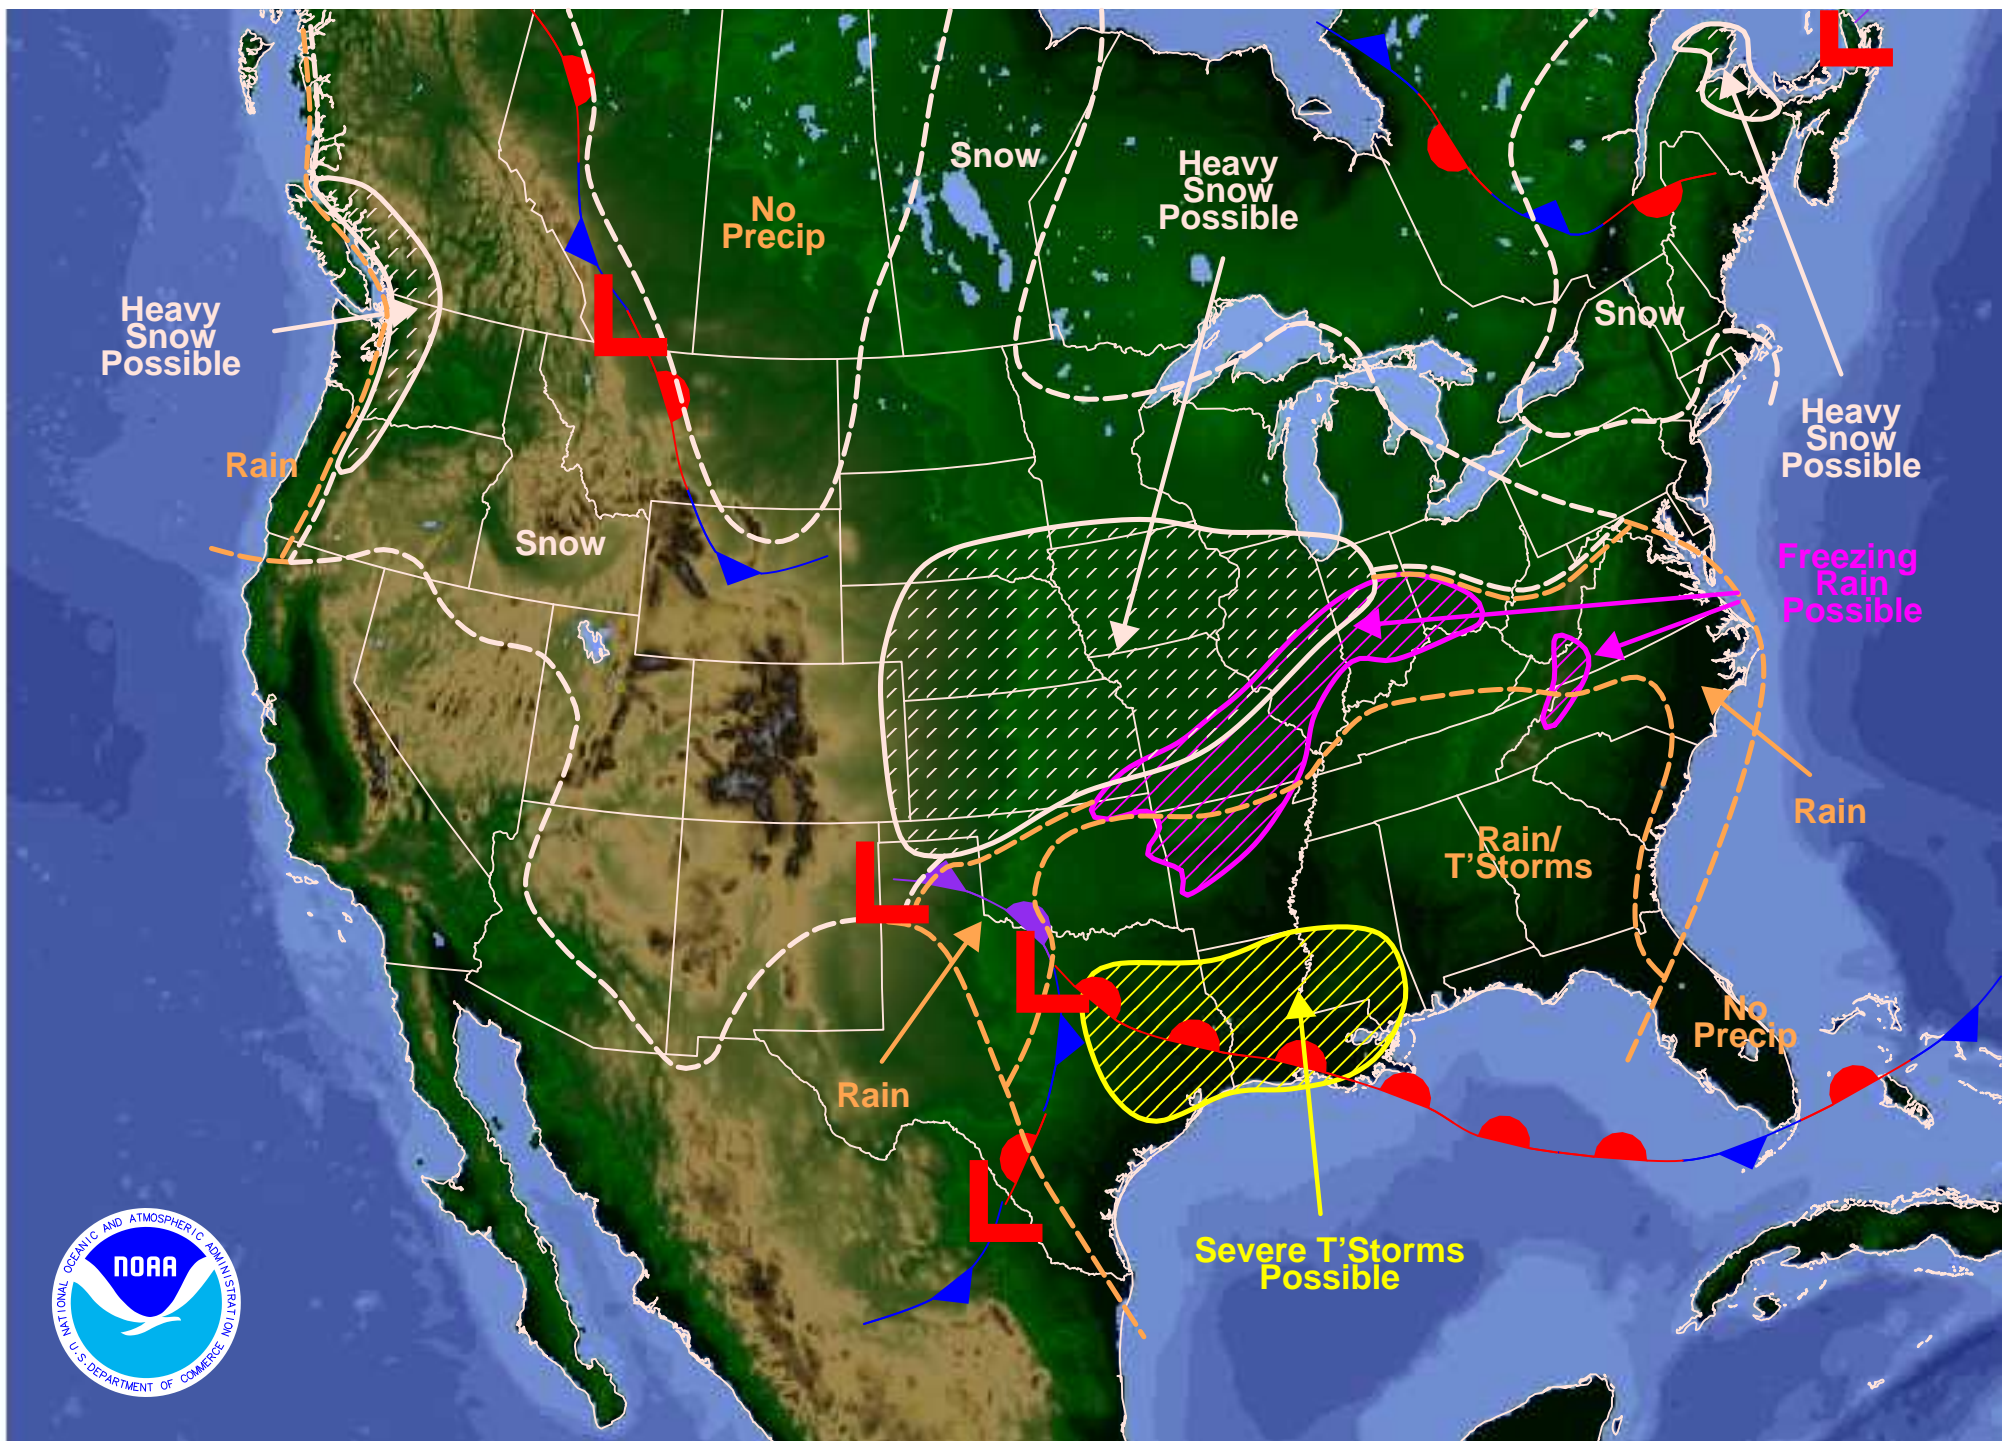 Snow
Heavy
Snow
Possible
No
Precip
Heavy
Snow
Possible
Snow
Heavy
Snow
Possible
Rain
Snow
Freezing
Rain
Possible
Rain
Rain/
T'Storms
No
Precip
Rain
Severe T'Storms
Possible
L
L
L
L
L
L
NATIONAL OCEANIC AND ATMOSPHERIC ADMINISTRATION
NOAA
U.S. DEPARTMENT OF COMMERCE